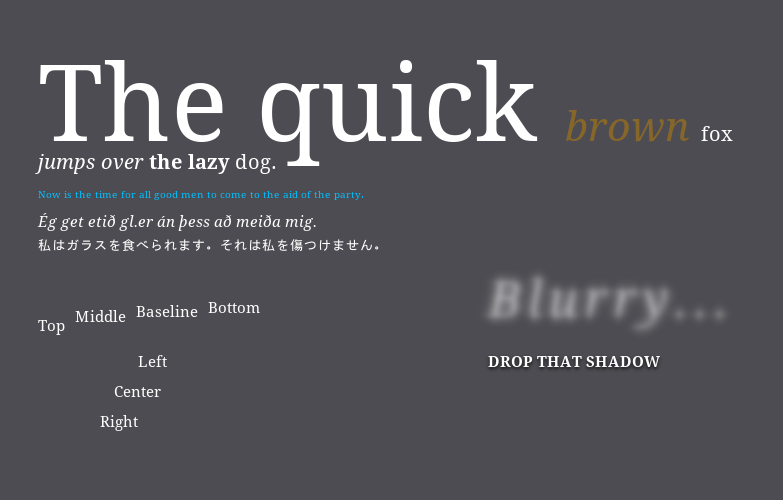 The quick brown fox
jumps over the lazy dog.
Now is the time for all good men to come to the aid of the party.
Ég get etið gl.er án þess að meiða mig.
私はガラスを食べられます。それは私を傷つけません。
Blurry...
Top Middle Baseline Bottom
Left
DROP THAT SHADOW
Center
Right